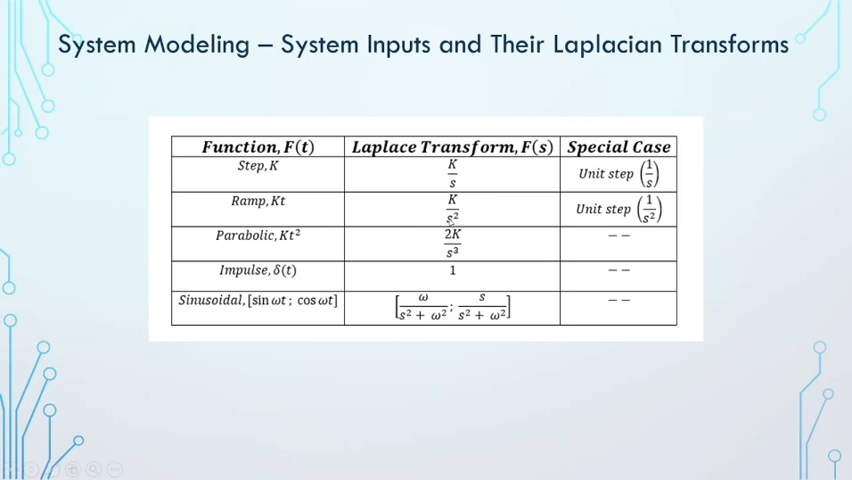 System Modeling – System Inputs and Their Laplacian Transforms
Function, F(t) Laplace Transform, F(s) Special Case
Step, K K/s Unit step (1/s)
Ramp, Kt K/s² Unit step (1/s²)
Parabolic, Kt² 2K/s³ – –
Impulse, δ(t) 1 – –
Sinusoidal, [sin ωt ; cos ωt] [ω/(s² + ω²) ; s/(s² + ω²)] – –